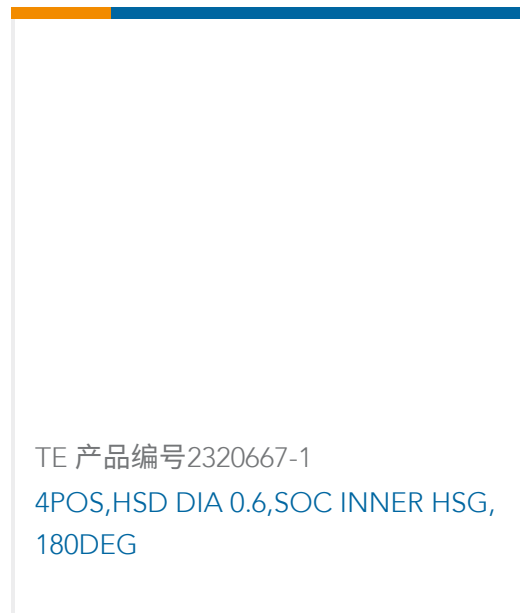 TE 产品编号2320667-1
4POS,HSD DIA 0.6,SOC INNER HSG,
180DEG